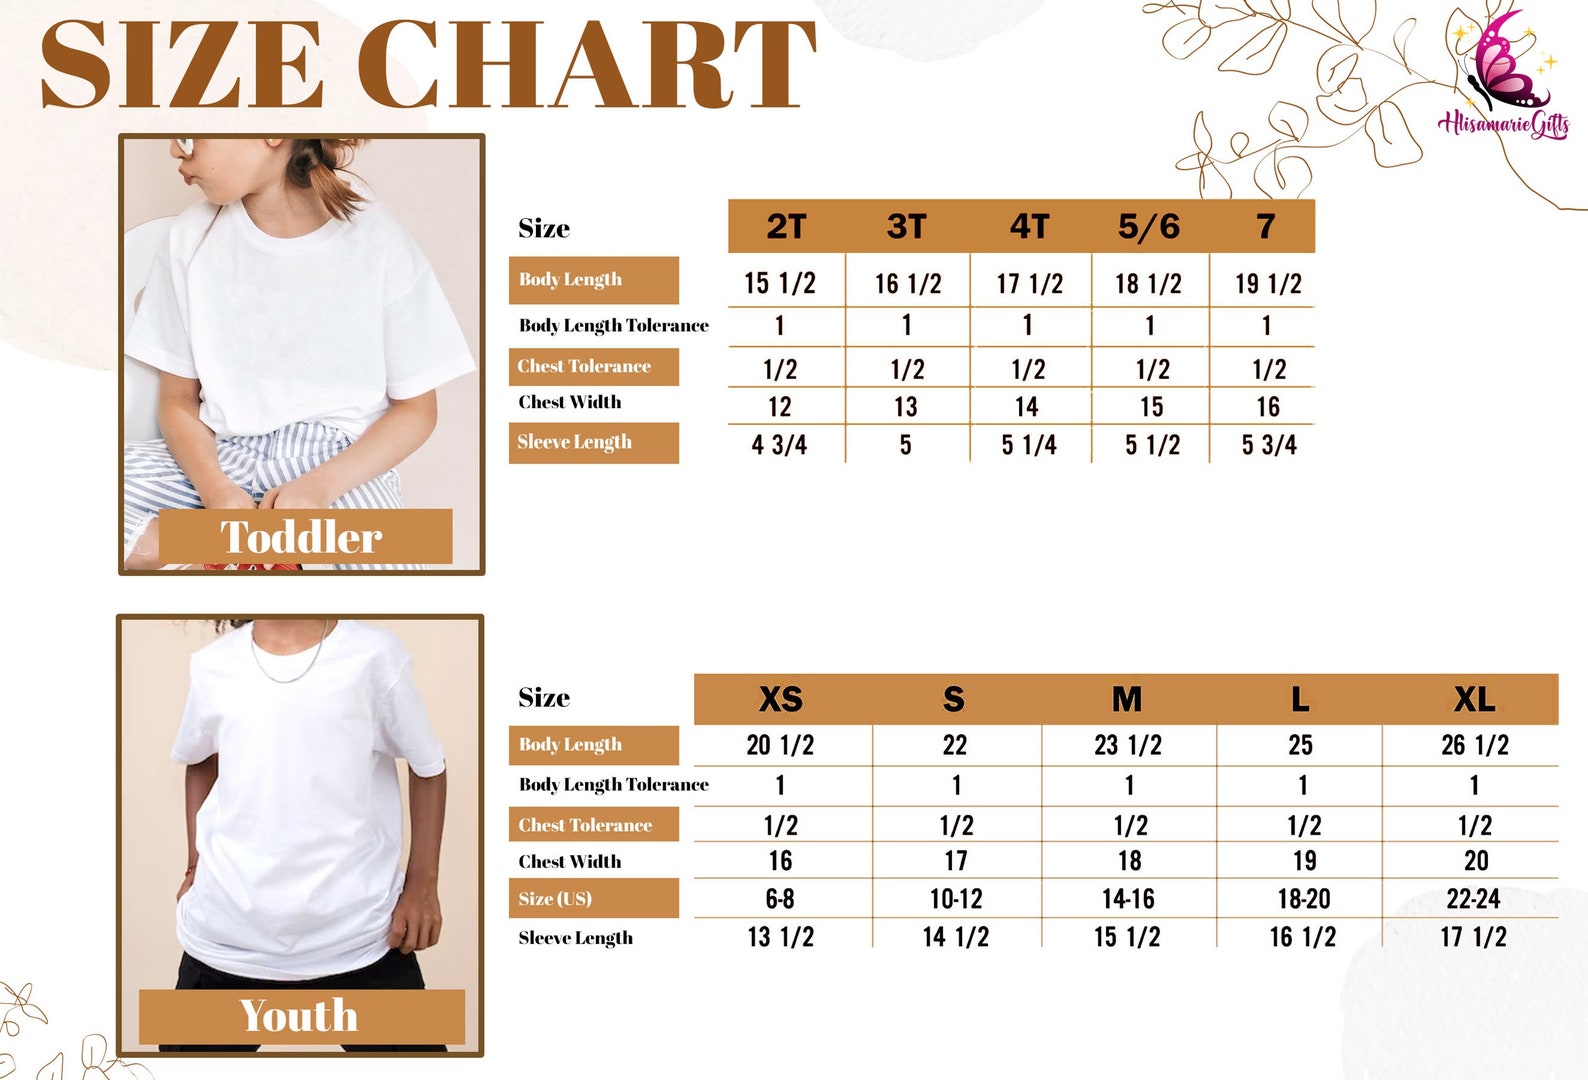 SIZE CHART
HlisamarieGifts
Size 2T 3T 4T 5/6 7
Body Length 15 1/2 16 1/2 17 1/2 18 1/2 19 1/2
Body Length Tolerance 1 1 1 1 1
Chest Tolerance 1/2 1/2 1/2 1/2 1/2
Chest Width 12 13 14 15 16
Sleeve Length 4 3/4 5 5 1/4 5 1/2 5 3/4
Toddler
Size XS S M L XL
Body Length 20 1/2 22 23 1/2 25 26 1/2
Body Length Tolerance 1 1 1 1 1
Chest Tolerance 1/2 1/2 1/2 1/2 1/2
Chest Width 16 17 18 19 20
Size (US) 6-8 10-12 14-16 18-20 22-24
Sleeve Length 13 1/2 14 1/2 15 1/2 16 1/2 17 1/2
Youth